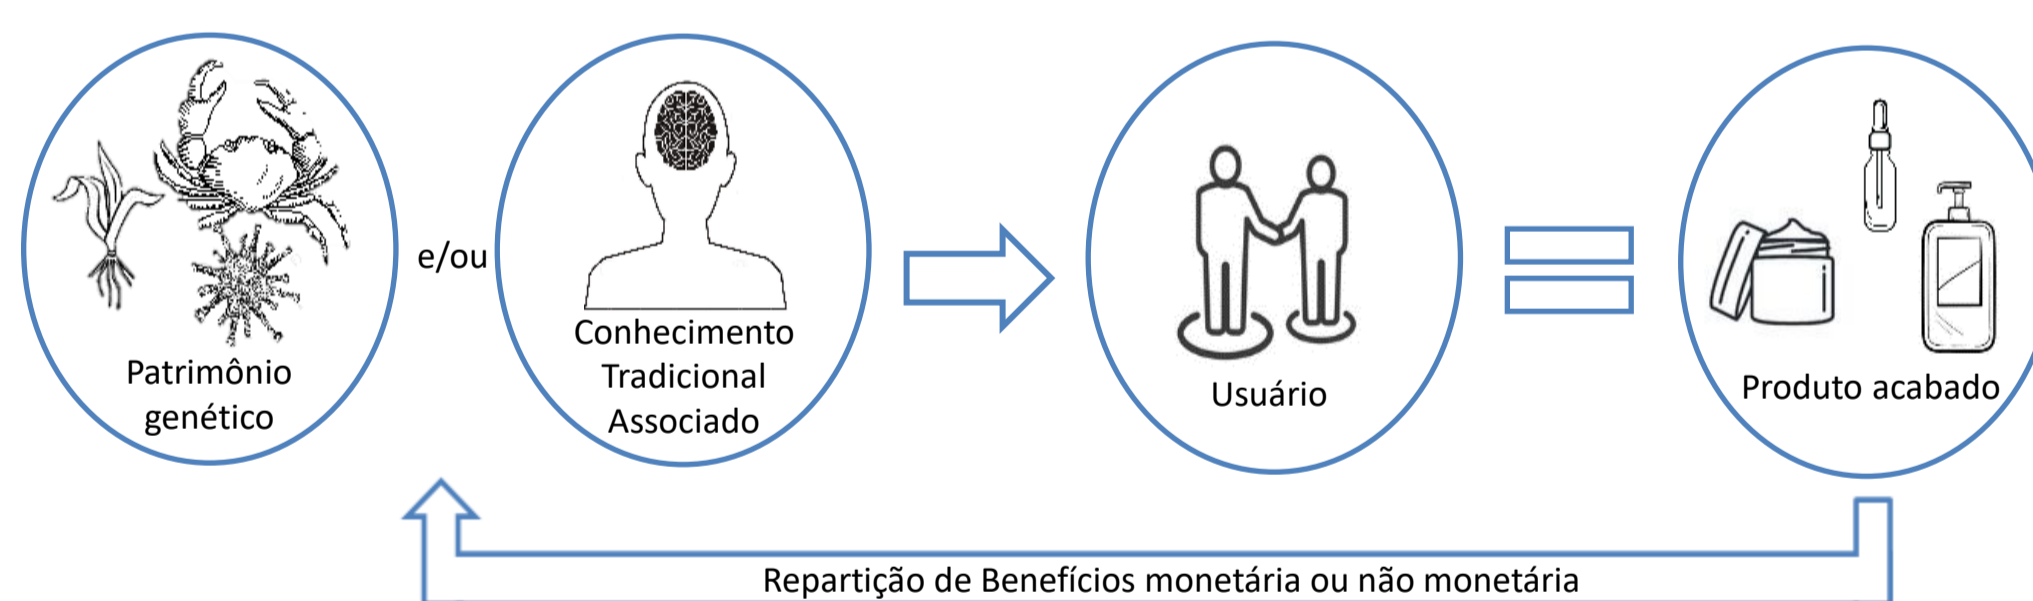 Patrimônio
genético
e/ou
Conhecimento
Tradicional
Associado
Usuário
Produto acabado
Repartição de Benefícios monetária ou não monetária